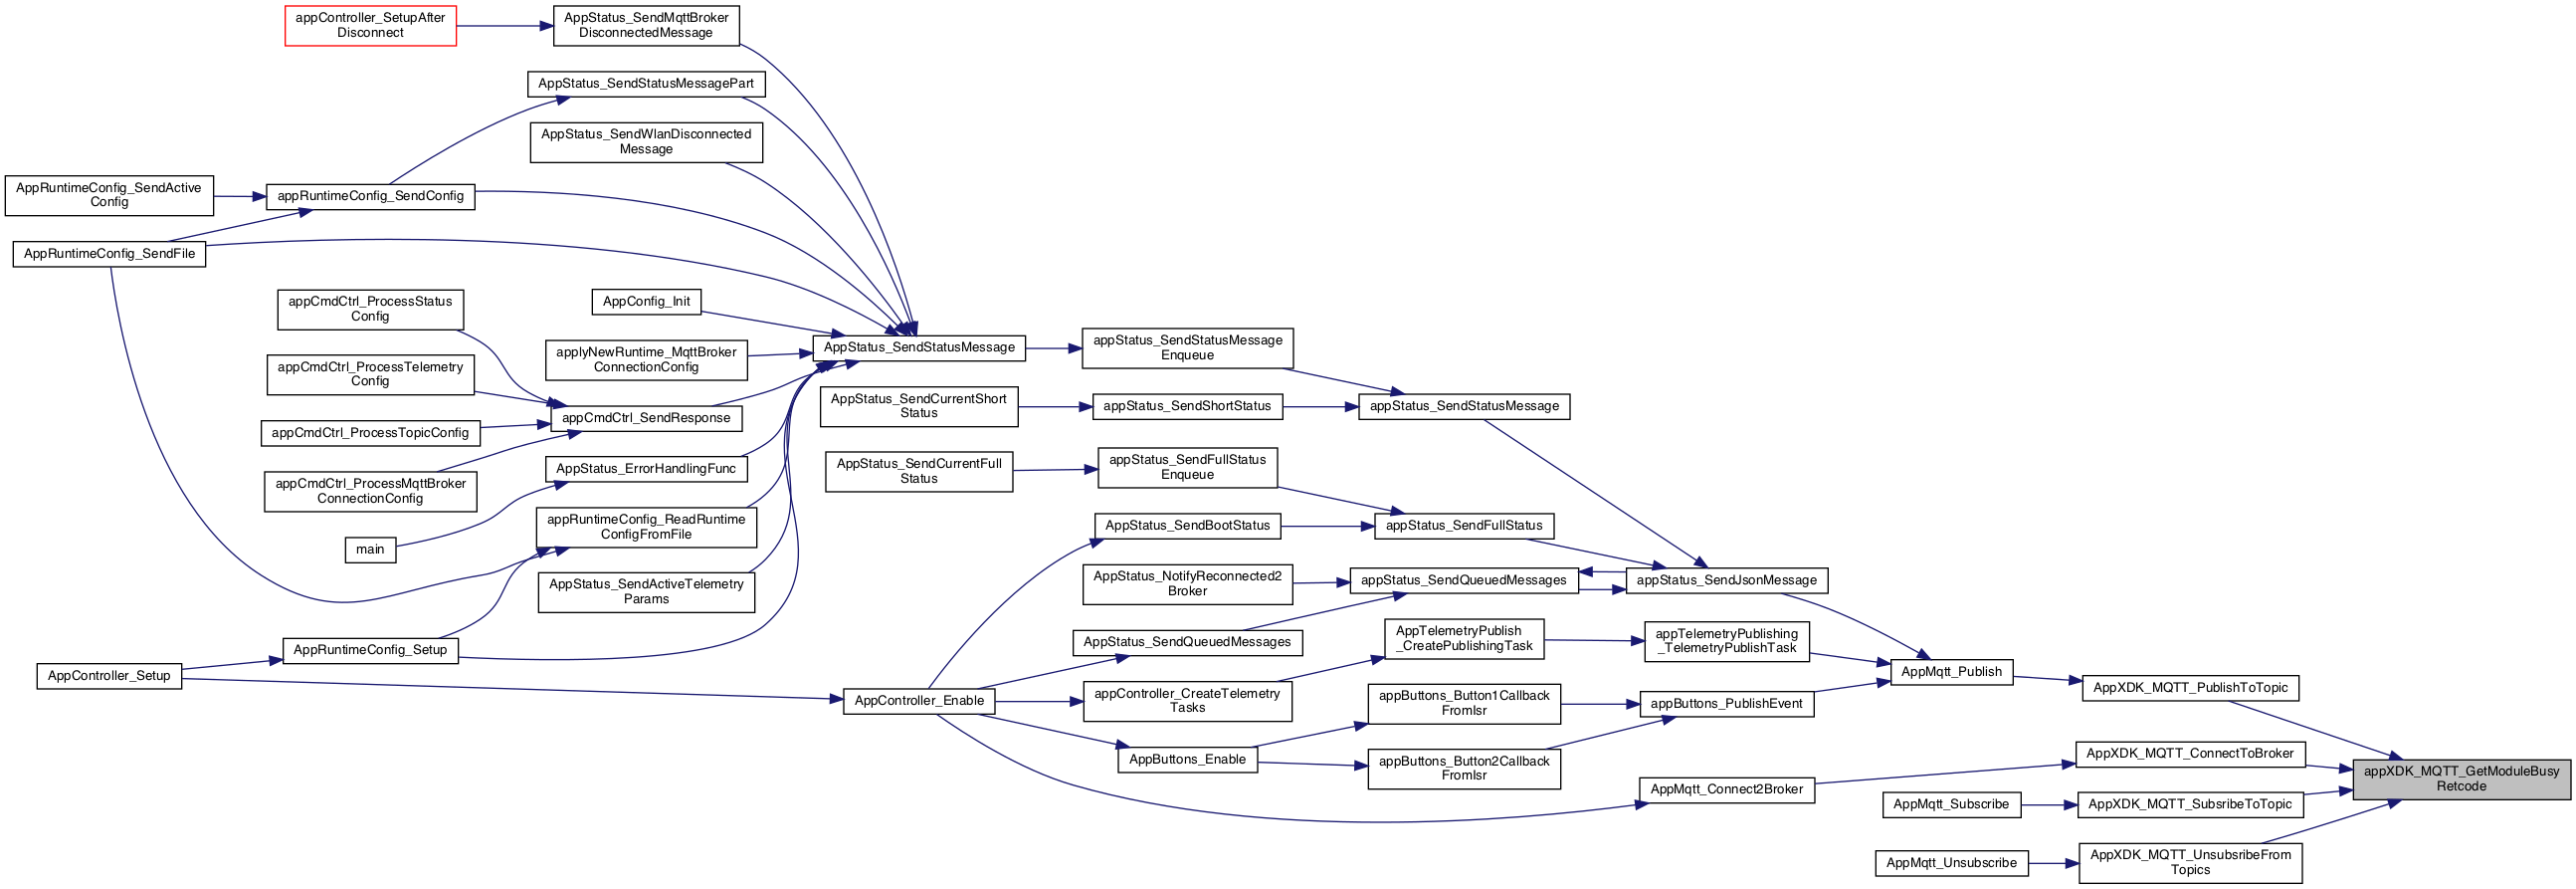 appController_SetupAfter
Disconnect
AppStatus_SendMqttBroker
DisconnectedMessage
AppStatus_SendStatusMessagePart
AppStatus_SendWlanDisconnected
Message
AppRuntimeConfig_SendActive
Config
appRuntimeConfig_SendConfig
AppRuntimeConfig_SendFile
appCmdCtrl_ProcessStatus
Config
AppConfig_Init
applyNewRuntime_MqttBroker
ConnectionConfig
AppStatus_SendStatusMessage
appStatus_SendStatusMessage
Enqueue
appCmdCtrl_ProcessTelemetry
Config
AppStatus_SendCurrentShort
Status
appStatus_SendShortStatus
appStatus_SendStatusMessage
appCmdCtrl_SendResponse
appCmdCtrl_ProcessTopicConfig
appCmdCtrl_ProcessMqttBroker
ConnectionConfig
AppStatus_ErrorHandlingFunc
AppStatus_SendCurrentFull
Status
appStatus_SendFullStatus
Enqueue
main
appRuntimeConfig_ReadRuntime
ConfigFromFile
AppStatus_SendBootStatus
appStatus_SendFullStatus
AppStatus_SendActiveTelemetry
Params
AppStatus_NotifyReconnected2
Broker
appStatus_SendQueuedMessages
appStatus_SendJsonMessage
AppRuntimeConfig_Setup
AppStatus_SendQueuedMessages
AppTelemetryPublish
_CreatePublishingTask
appTelemetryPublishing
_TelemetryPublishTask
AppController_Setup
AppController_Enable
appController_CreateTelemetry
Tasks
appButtons_Button1Callback
FromIsr
appButtons_PublishEvent
AppMqtt_Publish
AppXDK_MQTT_PublishToTopic
AppButtons_Enable
appButtons_Button2Callback
FromIsr
AppMqtt_Connect2Broker
AppXDK_MQTT_ConnectToBroker
appXDK_MQTT_GetModuleBusy
Retcode
AppMqtt_Subscribe
AppXDK_MQTT_SubsribeToTopic
AppMqtt_Unsubscribe
AppXDK_MQTT_UnsubsribeFrom
Topics